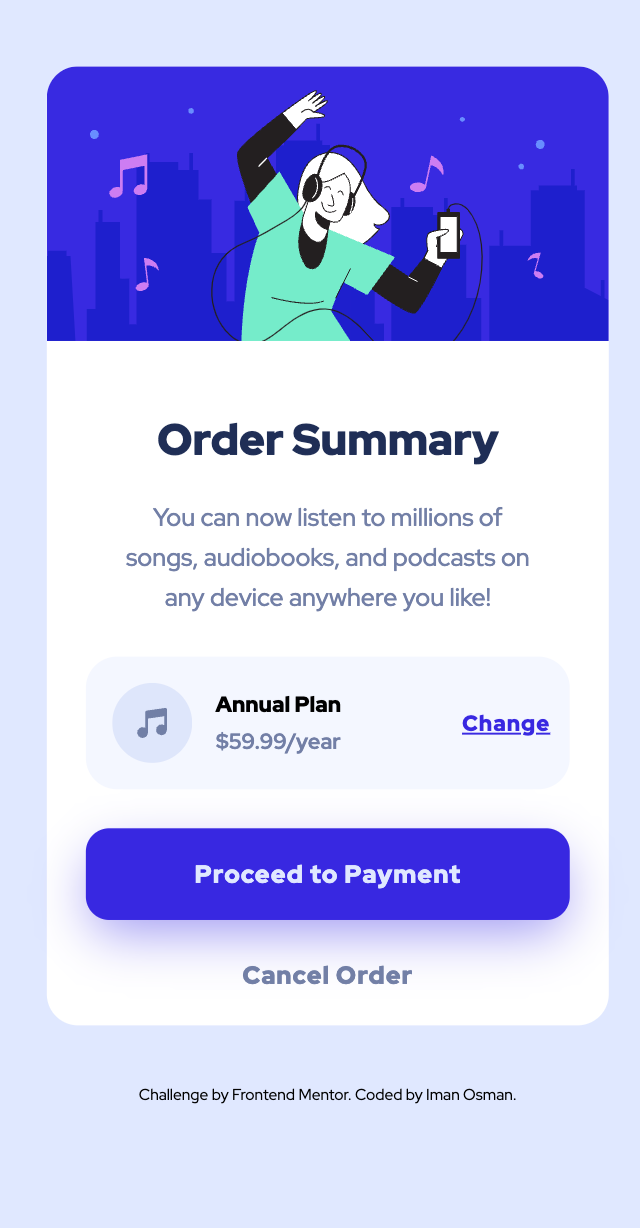 Order Summary
You can now listen to millions of
songs, audiobooks, and podcasts on
any device anywhere you like!
Annual Plan
$59.99/year
Change
Proceed to Payment
Cancel Order
Challenge by Frontend Mentor. Coded by Iman Osman.